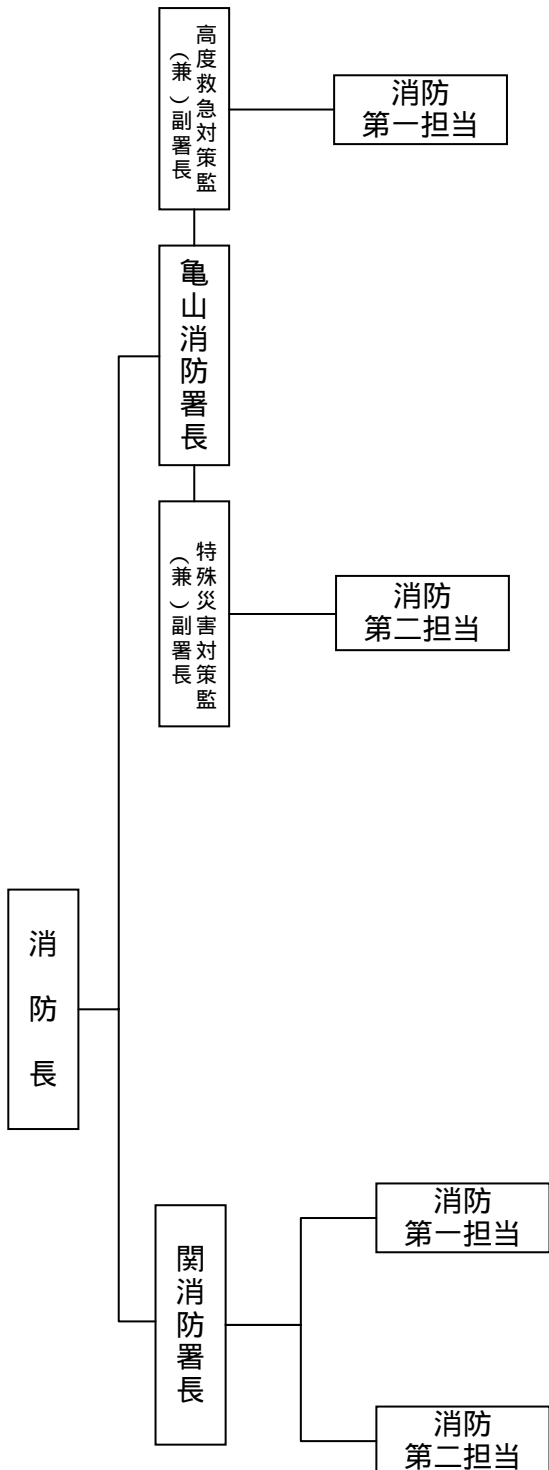 高度救急対策監
（兼）副署長
消防
第一担当
亀山消防署長
特殊災害対策監
（兼）副署長
消防
第二担当
消防長
関消防署長
消防
第一担当
消防
第二担当